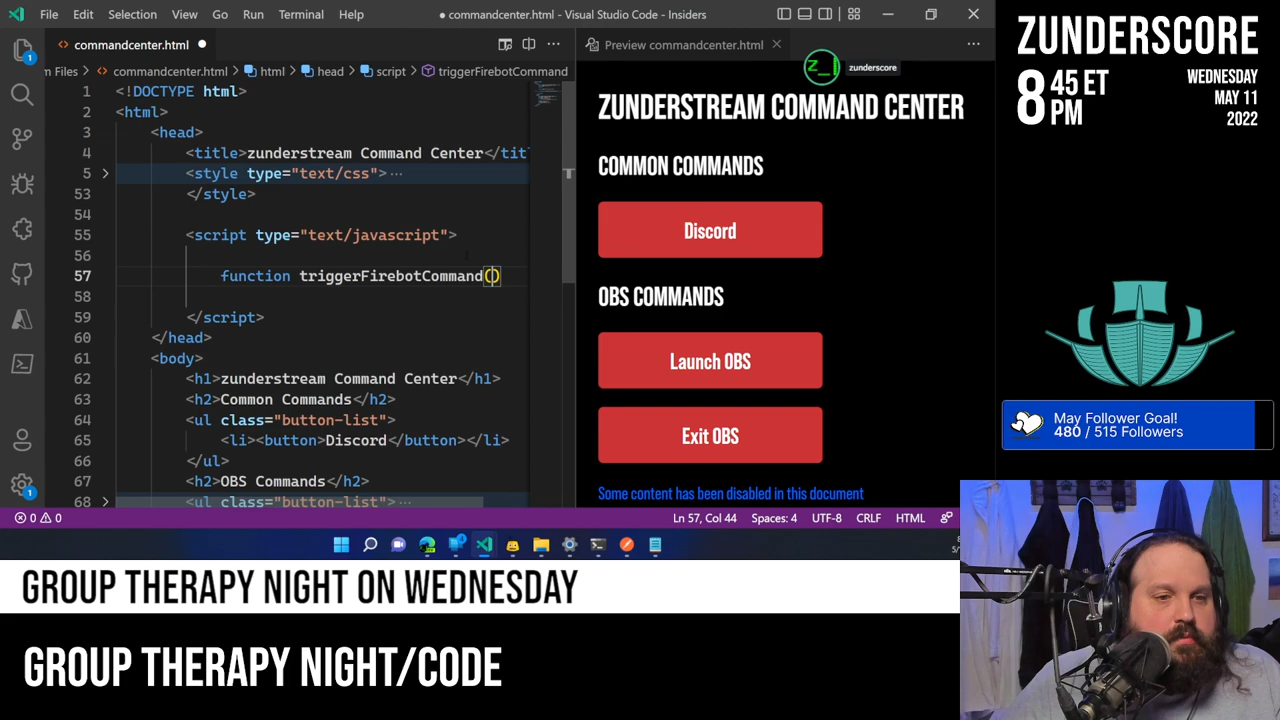 File Edit Selection View Go Run Terminal Help
● commandcenter.html - Visual Studio Code - Insiders
commandcenter.html ●
Preview commandcenter.html
m Files > commandcenter.html > html > head > script > triggerFirebotCommand
1 <!DOCTYPE html>
2 <html>
3 <head>
4 <title>zunderstream Command Center</tit
5 <style type="text/css"> ···
53 </style>
54
55 <script type="text/javascript">
56
57 function triggerFirebotCommand()
58
59 </script>
60 </head>
61 <body>
62 <h1>zunderstream Command Center</h1>
63 <h2>Common Commands</h2>
64 <ul class="button-list">
65 <li><button>Discord</button></li>
66 </ul>
67 <h2>OBS Commands</h2>
68 <ul class="button-list"> ···
1
1
z_
zunderscore
ZUNDERSTREAM COMMAND CENTER
COMMON COMMANDS
Discord
OBS COMMANDS
Launch OBS
Exit OBS
Some content has been disabled in this document
0 0
Ln 57, Col 44 Spaces: 4 UTF-8 CRLF HTML
ZUNDERSCORE
8 45 ET PM
WEDNESDAY
MAY 11
2022
May Follower Goal!
480 / 515 Followers
GROUP THERAPY NIGHT ON WEDNESDAY
GROUP THERAPY NIGHT/CODE